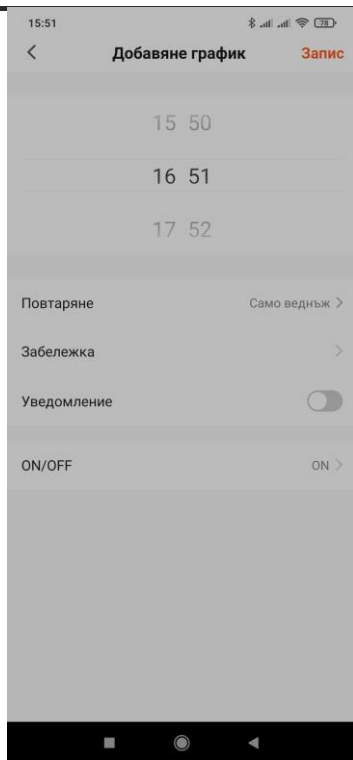 15:51 78
Добавяне график Запис
15 50
16 51
17 52
Повтаряне Само веднъж
Забележка
Уведомление
ON/OFF ON